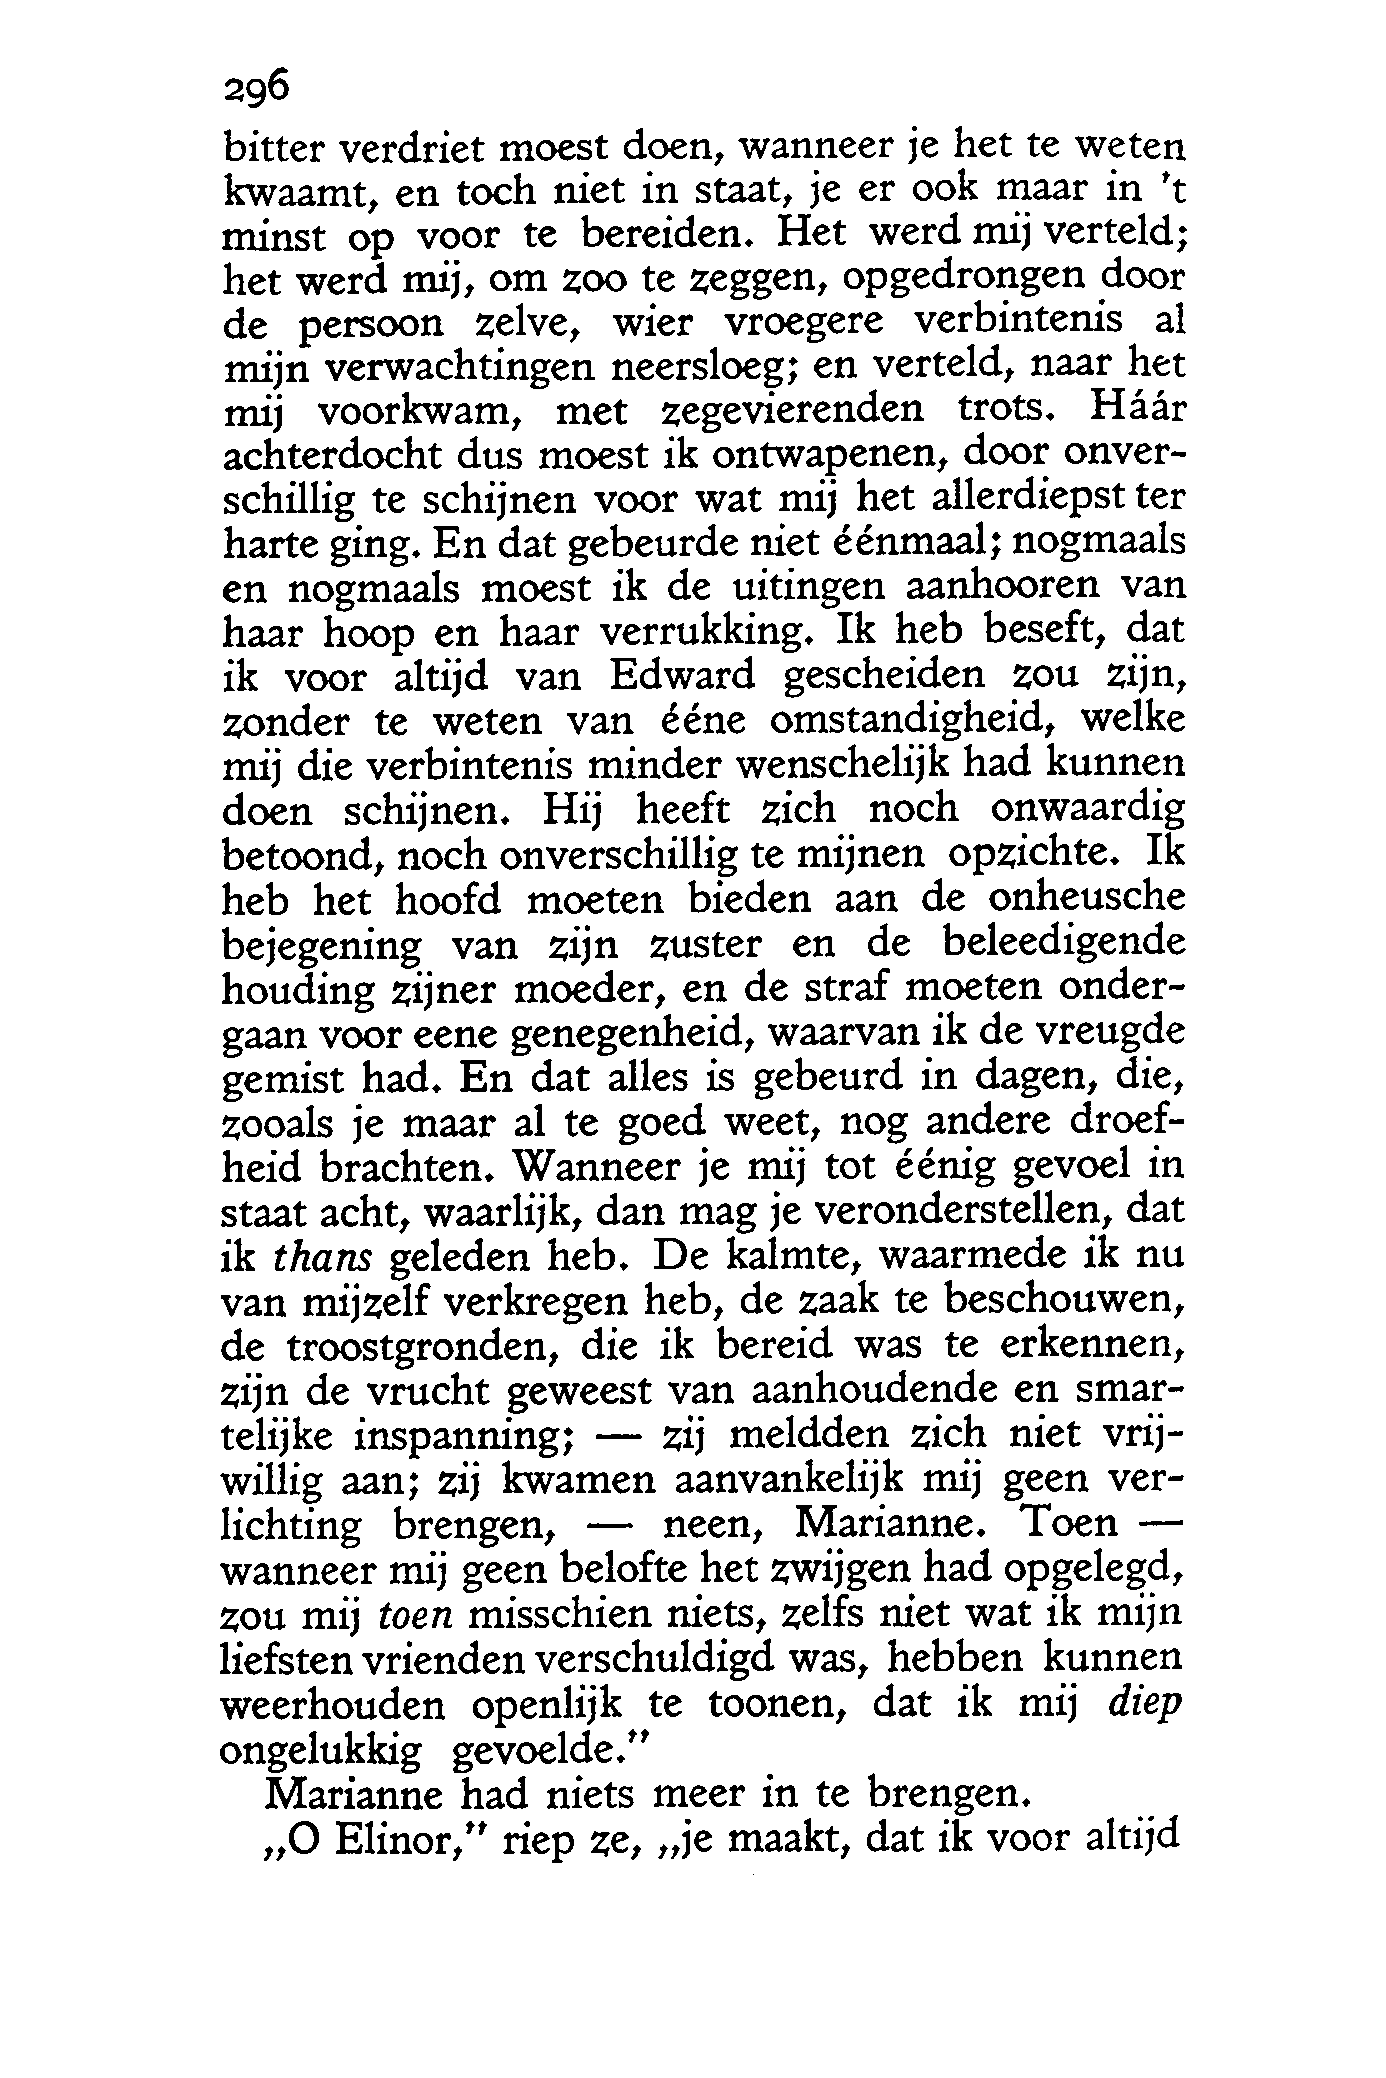 296
bitter verdriet moest doen, wanneer je het te weten
kwaamt, en toch niet in staat, je er ook maar in 't
minst op voor te bereiden. Het werd mij verteld;
het werd mij, om zoo te zeggen, opgedrongen door
de persoon zelve, wier vroegere verbintenis al
mijn verwachtingen neersloeg; en verteld, naar het
mij voorkwam, met zegevierenden trots. Háár
achterdocht dus moest ik ontwapenen, door onver-
schillig te schijnen voor wat mij het allerdiepst ter
harte ging. En dat gebeurde niet éénmaal; nogmaals
en nogmaals moest ik de uitingen aanhooren van
haar hoop en haar verrukking. Ik heb beseft, dat
ik voor altijd van Edward gescheiden zou zijn,
zonder te weten van ééne omstandigheid, welke
mij die verbintenis minder wenschelijk had kunnen
doen schijnen. Hij heeft zich noch onwaardig
betoond, noch onverschillig te mijnen opzichte. Ik
heb het hoofd moeten bieden aan de onheusche
bejegening van zijn zuster en de beleedigende
houding zijner moeder, en de straf moeten onder-
gaan voor eene genegenheid, waarvan ik de vreugde
gemist had. En dat alles is gebeurd in dagen, die,
zooals je maar al te goed weet, nog andere droef-
heid brachten. Wanneer je mij tot éénig gevoel in
staat acht, waarlijk, dan mag je veronderstellen, dat
ik thans geleden heb. De kalmte, waarmede ik nu
van mijzelf verkregen heb, de zaak te beschouwen,
de troostgronden, die ik bereid was te erkennen,
zijn de vrucht geweest van aanhoudende en smar-
telijke inspanning; — zij meldden zich niet vrij-
willig aan; zij kwamen aanvankelijk mij geen ver-
lichting brengen, — neen, Marianne. Toen —
wanneer mij geen belofte het zwijgen had opgelegd,
zou mij toen misschien niets, zelfs niet wat ik mijn
liefsten vrienden verschuldigd was, hebben kunnen
weerhouden openlijk te toonen, dat ik mij diep
ongelukkig gevoelde."
Marianne had niets meer in te brengen.
„O Elinor," riep ze, „je maakt, dat ik voor altijd